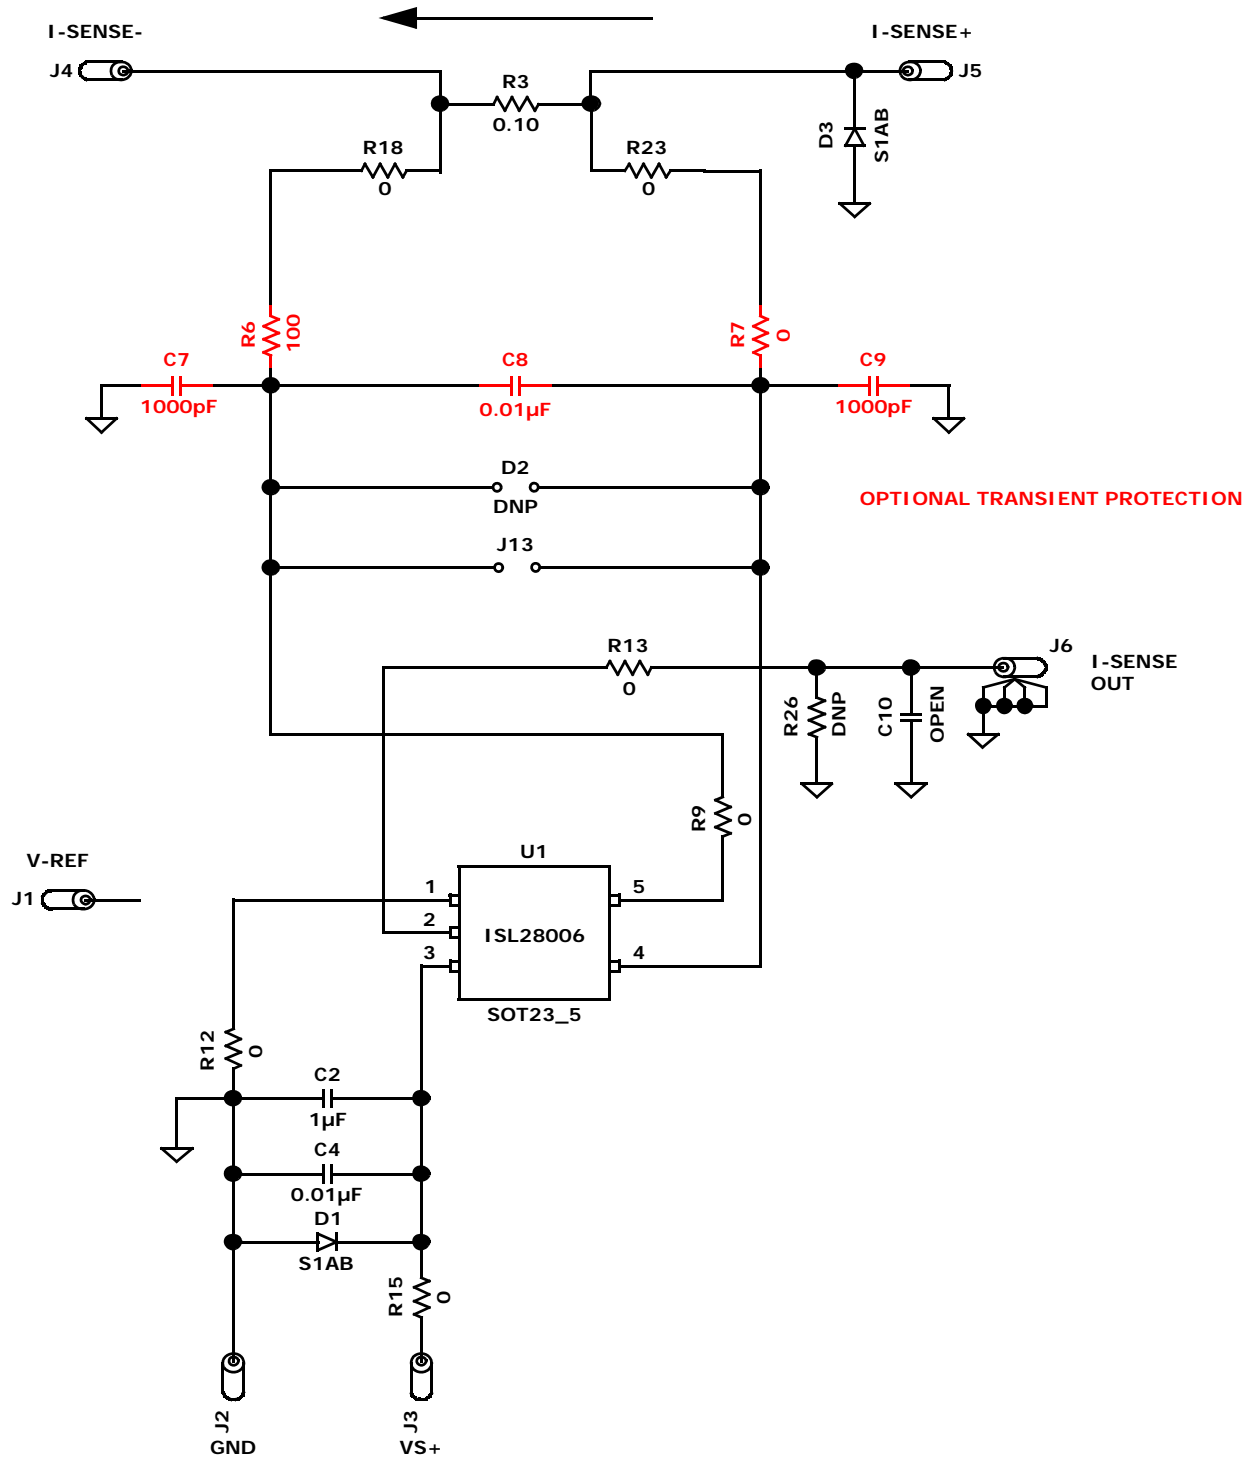 I-SENSE-
I-SENSE+
J4
J5
R3
0.10
D3
S1AB
R18
0
R23
0
R6
100
R7
0
C7
1000pF
C8
0.01µF
C9
1000pF
D2
DNP
OPTIONAL TRANSIENT PROTECTION
J13
R13
0
J6
I-SENSE
OUT
R26
DNP
C10
OPEN
R9
0
V-REF
J1
U1
1
2
3
5
4
ISL28006
SOT23_5
R12
0
C2
1µF
C4
0.01µF
D1
S1AB
R15
0
J2
GND
J3
VS+